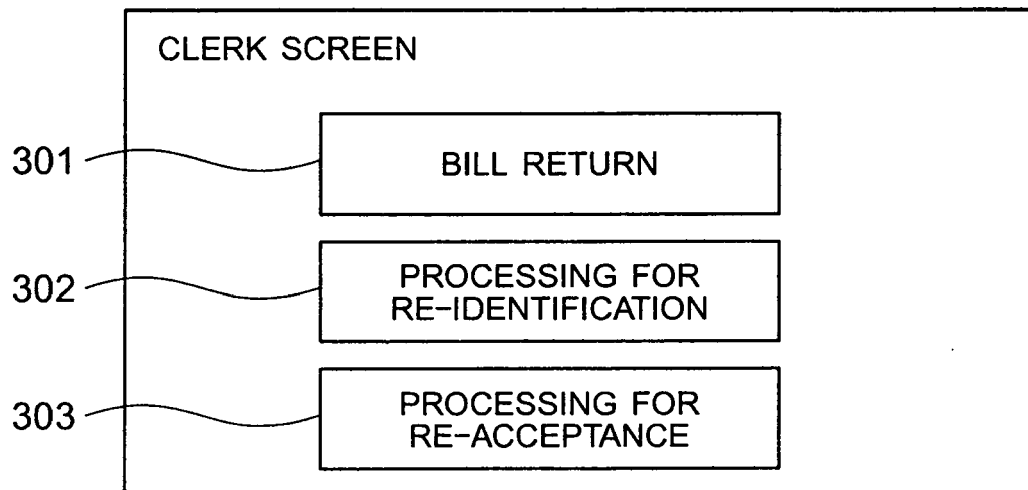 CLERK SCREEN
301
BILL RETURN
302
PROCESSING FOR
RE-IDENTIFICATION
303
PROCESSING FOR
RE-ACCEPTANCE